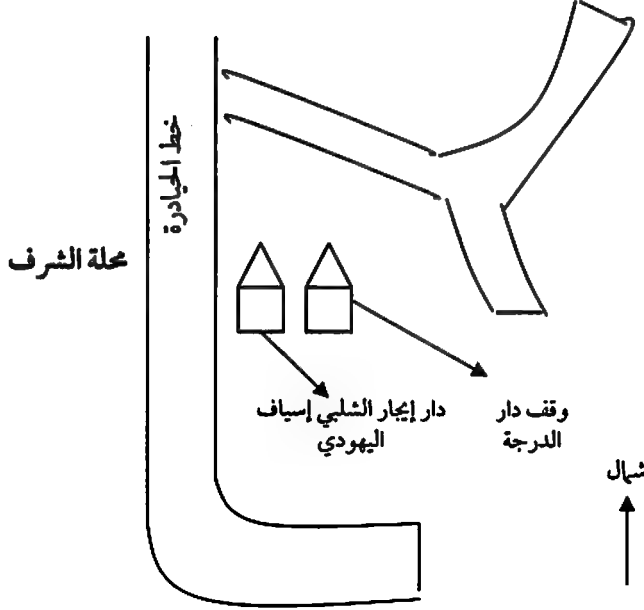 خط الحيادرة
محلة الشرف
دار إيجار الشلبي إسياف
اليهودي
وقف دار
الدرجة
شمال